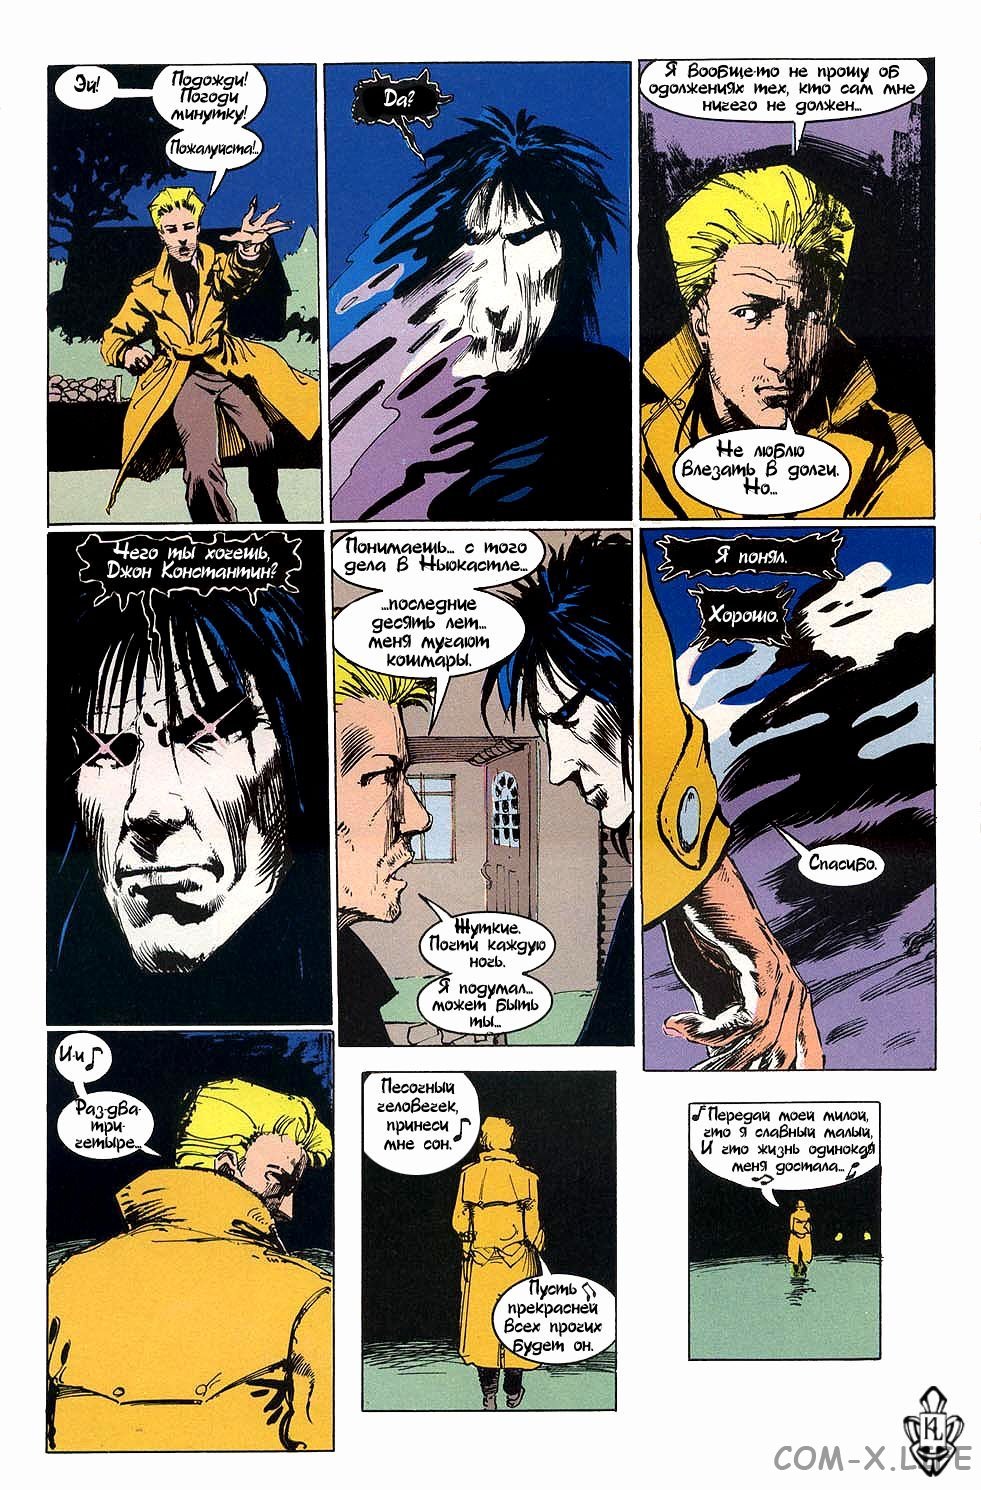 Эй!
Подожди!
Погоди
минутку!
Пожалуйста!..
Да?
Я вообще-то не прошу об
одолжениях тех, кто сам мне
ничего не должен...
Не люблю
влезать в долги.
Но...
Чего ты хочешь,
Джон Константин?
Понимаешь... с того
дела в Ньюкастле...
...последние
десять лет...
меня мучают
кошмары.
Жуткие.
Почти каждую
ночь.
Я подумал...
может быть
ты...
Я понял.
Хорошо.
Спасибо.
И-и
Раз-два-
три-
четыре...
Песочный
человечек,
принеси
мне сон.
Пусть
прекрасней
всех прочих
будет он.
Передай моей милой,
что я славный малый,
И что жизнь одинокая
меня достала...
KL
COM-X.LIFE